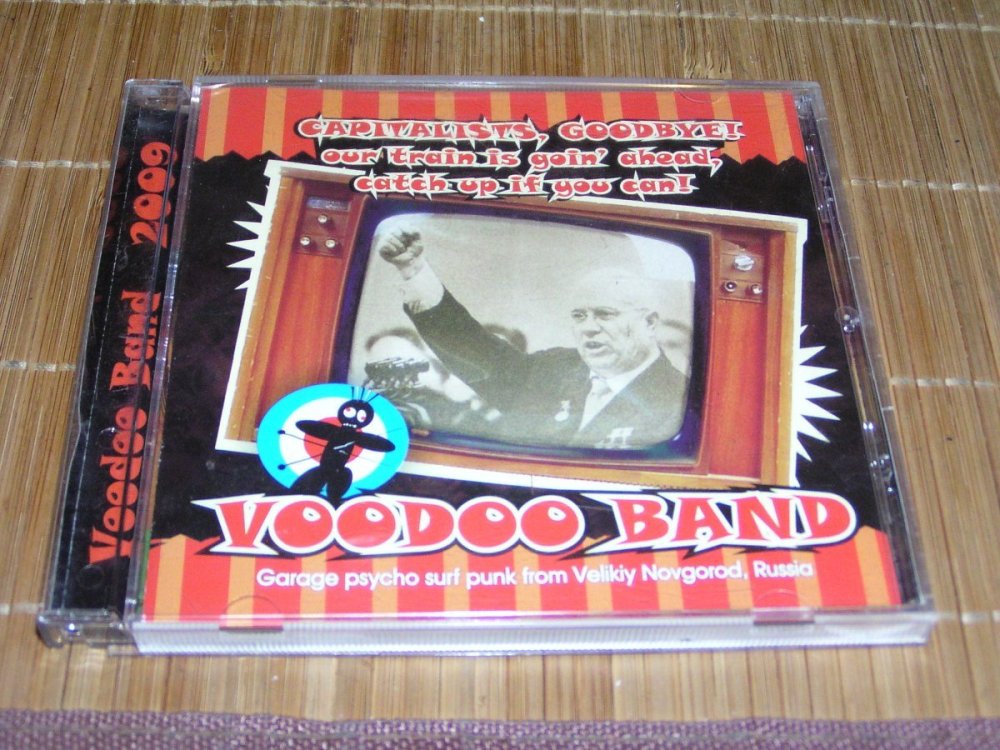 CAPITALISTS, GOODBYE!
our train is goin' ahead,
catch up if you can!
VOODOO BAND
Garage psycho surf punk from Velikiy Novgorod, Russia
Voodoo Band 2009